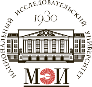 НАЦИОНАЛЬНЫЙ ИССЛЕДОВАТЕЛЬСКИЙ УНИВЕРСИТЕТ
1930
МЭИ